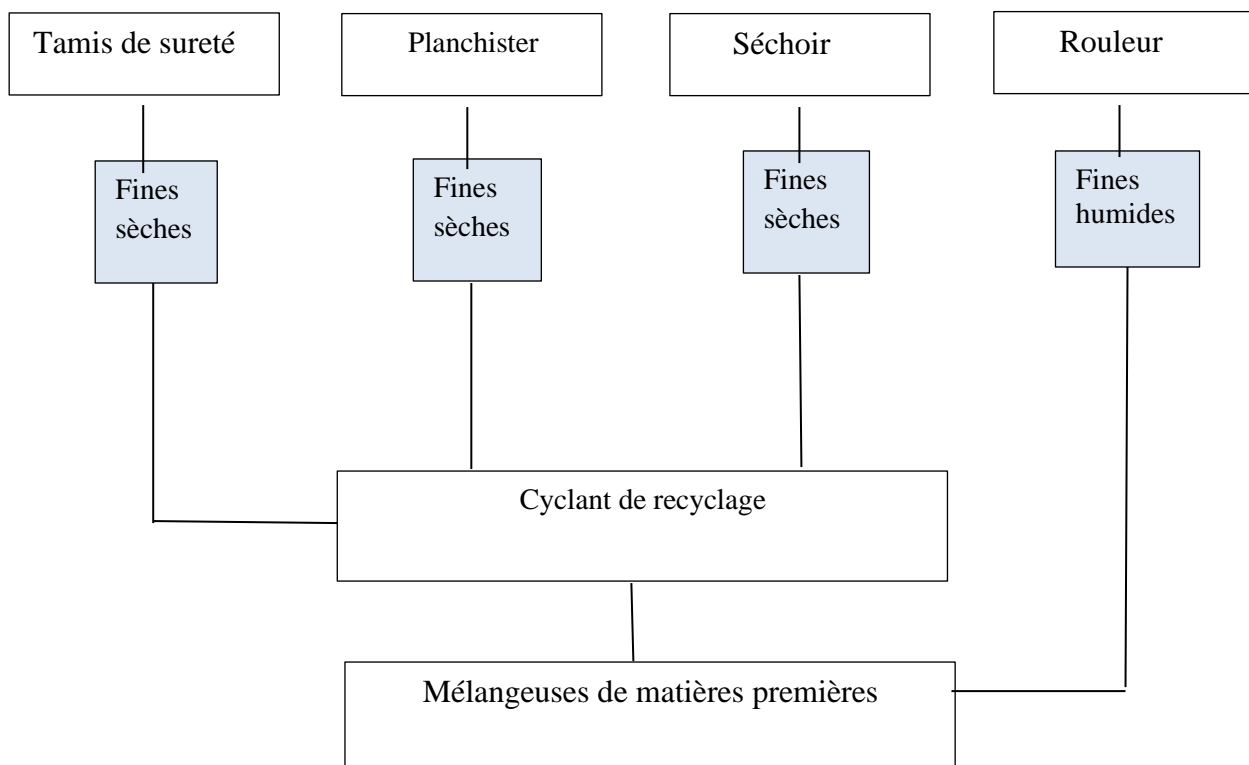 Tamis de sureté
Planchister
Séchoir
Rouleur
Fines
sèches
Fines
sèches
Fines
sèches
Fines
humides
Cyclant de recyclage
Mélangeuses de matières premières